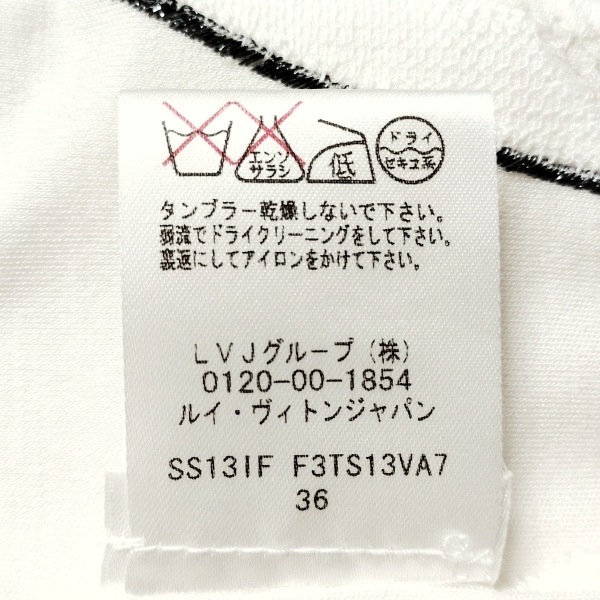 エンソ
サラシ
低
ドライ
セキユ系
タンブラー乾燥しないで下さい。
弱流でドライクリーニングをして下さい。
裏返にしてアイロンをかけて下さい。
LVJグループ(株)
0120-00-1854
ルイ・ヴィトンジャパン
SS13IF F3TS13VA7
36